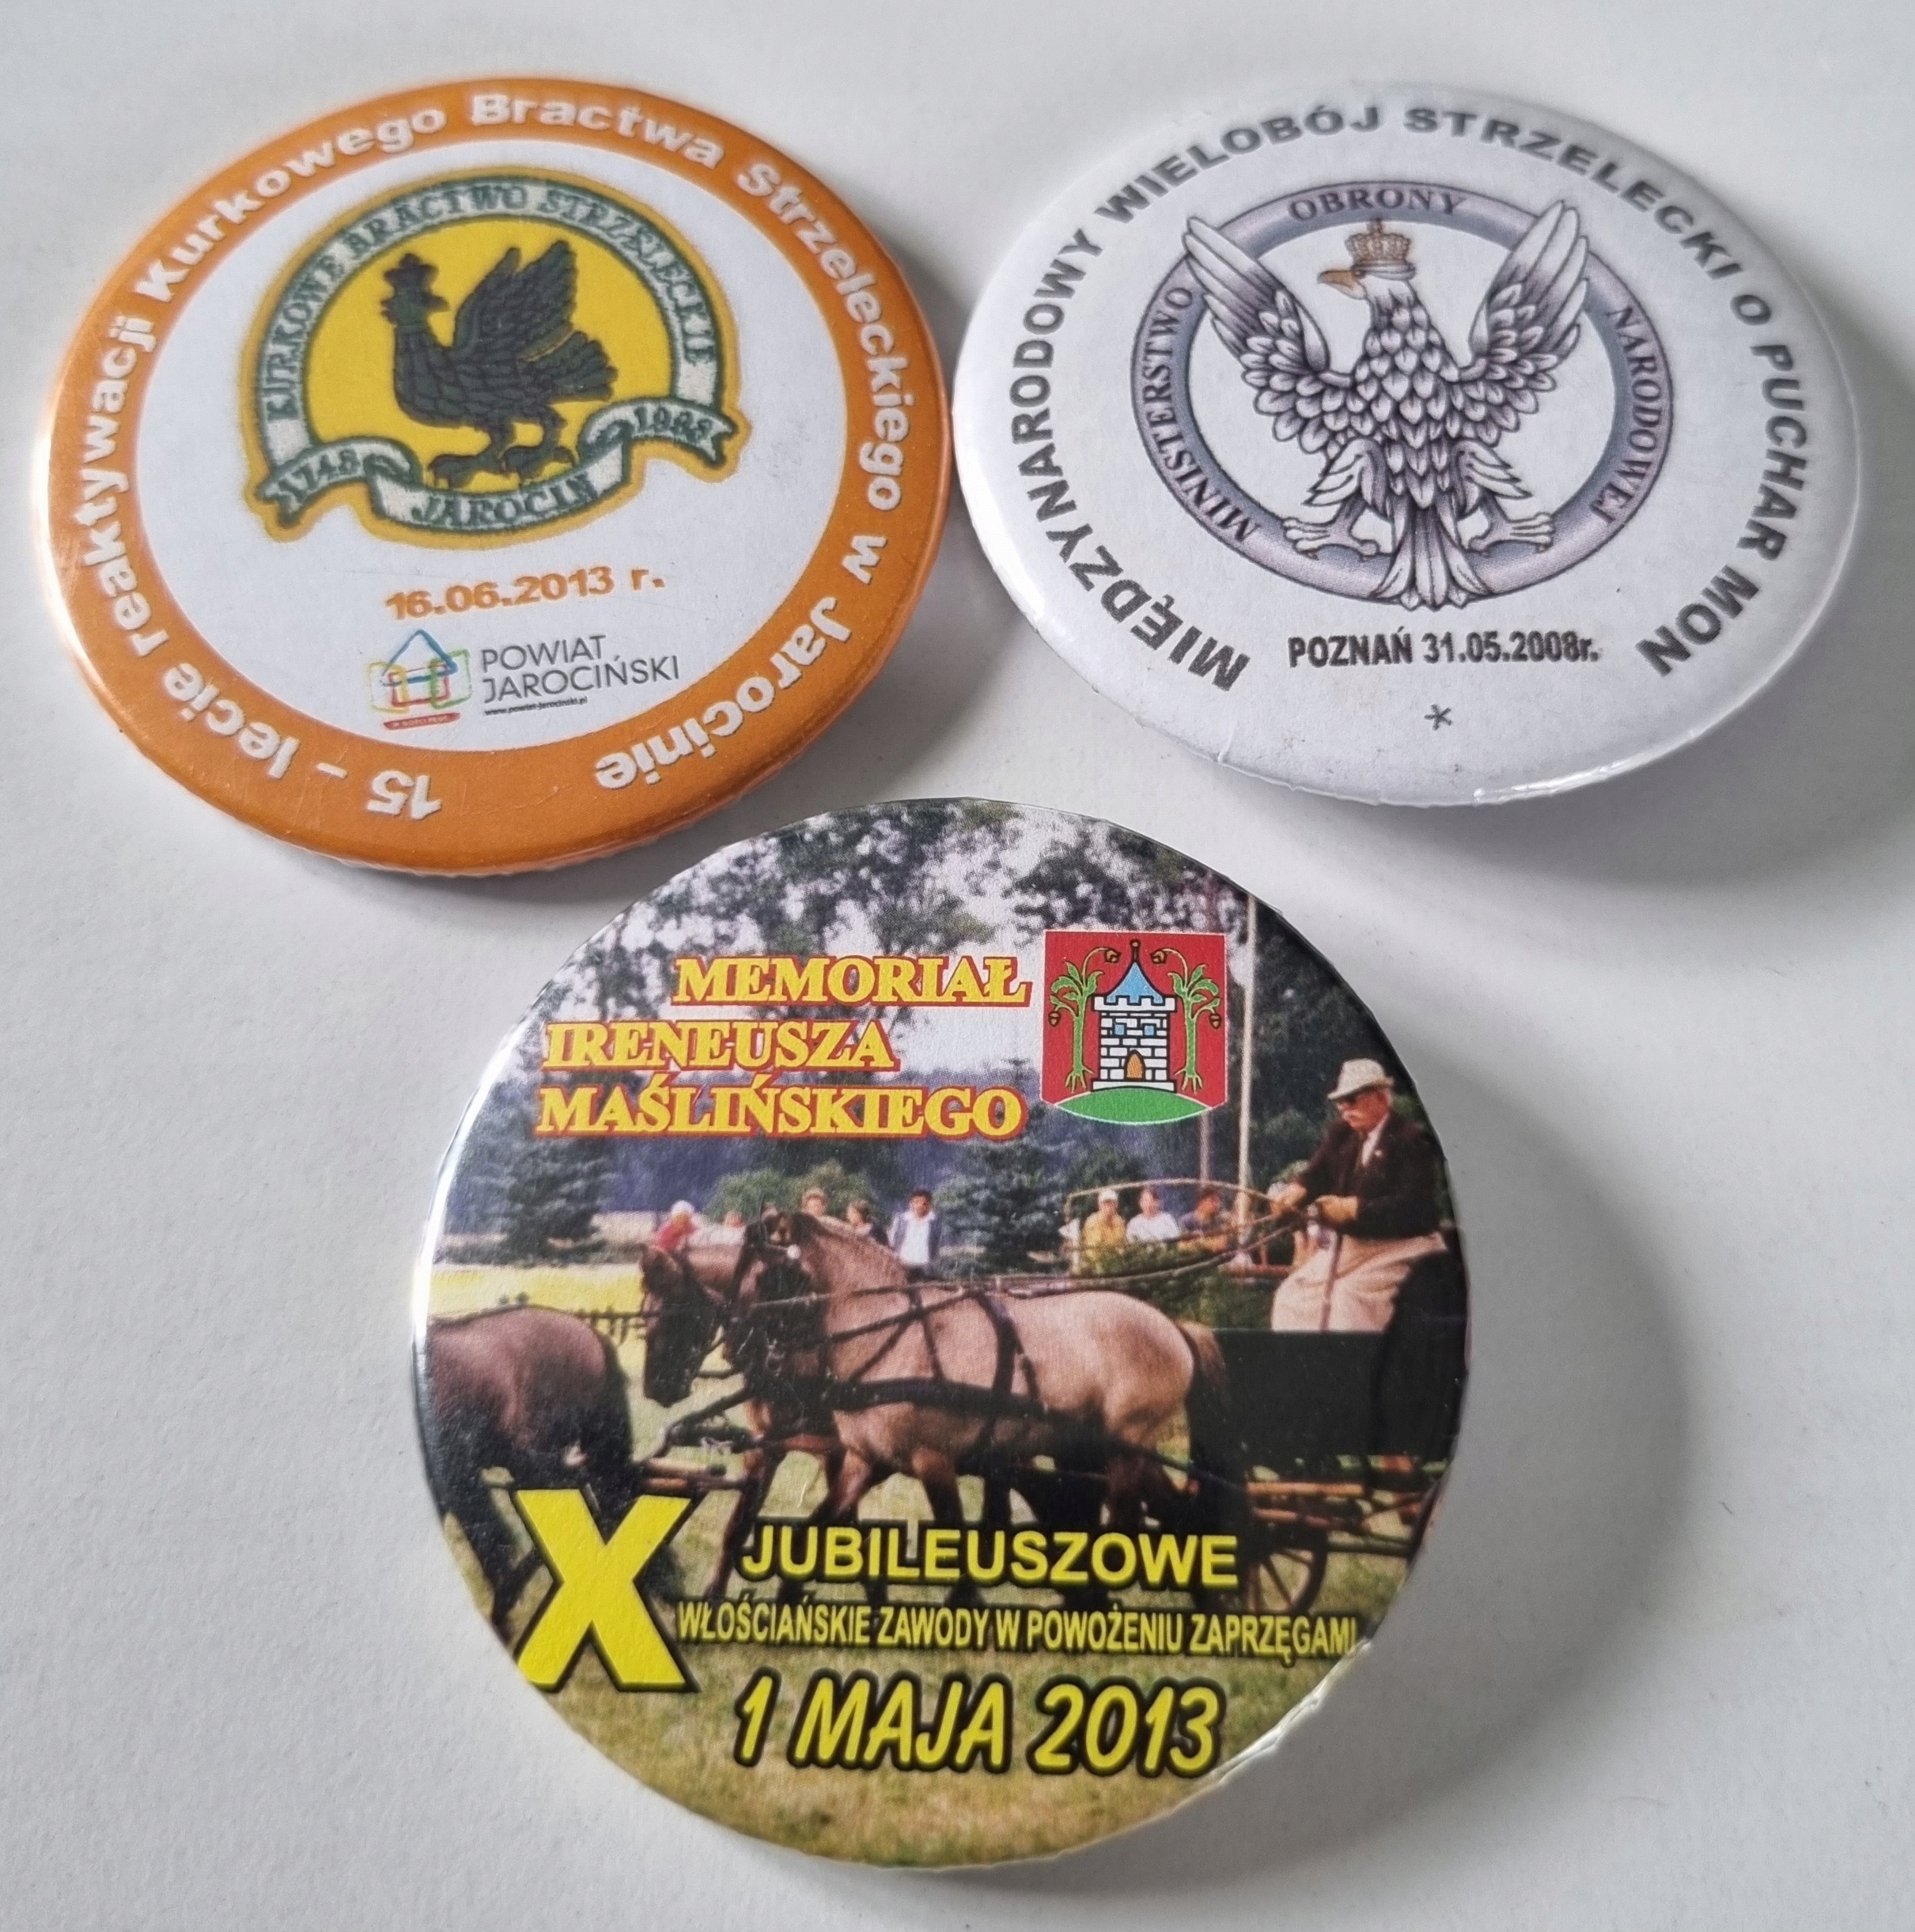 15 - lecie reaktywacji Kurkowego Bractwa Strzeleckiego w Jarocinie
KURKOWE BRACTWO STRZELECKIE
1748 JAROCIN 1998
16.06.2013 r.
POWIAT
JAROCIŃSKI
www.powiat-jarocinski.pl
MIĘDZYNARODOWY WIELOBÓJ STRZELECKI O PUCHAR MON
MINISTERSTWO OBRONY NARODOWEJ
POZNAŃ 31.05.2008r.
*
MEMORIAŁ
IRENEUSZA
MAŚLIŃSKIEGO
X JUBILEUSZOWE
WŁOŚCIAŃSKIE ZAWODY W POWOŻENIU ZAPRZĘGAMI
1 MAJA 2013